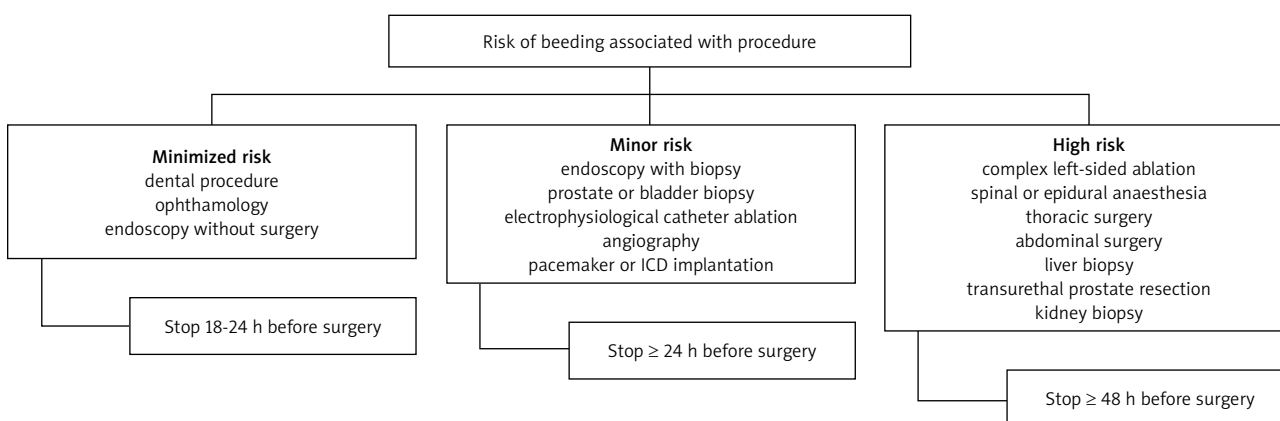 Risk of beeding associated with procedure
Minimized risk
dental procedure
ophthamology
endoscopy without surgery
Stop 18-24 h before surgery
Minor risk
endoscopy with biopsy
prostate or bladder biopsy
electrophysiological catheter ablation
angiography
pacemaker or ICD implantation
Stop ≥ 24 h before surgery
High risk
complex left-sided ablation
spinal or epidural anaesthesia
thoracic surgery
abdominal surgery
liver biopsy
transurethal prostate resection
kidney biopsy
Stop ≥ 48 h before surgery